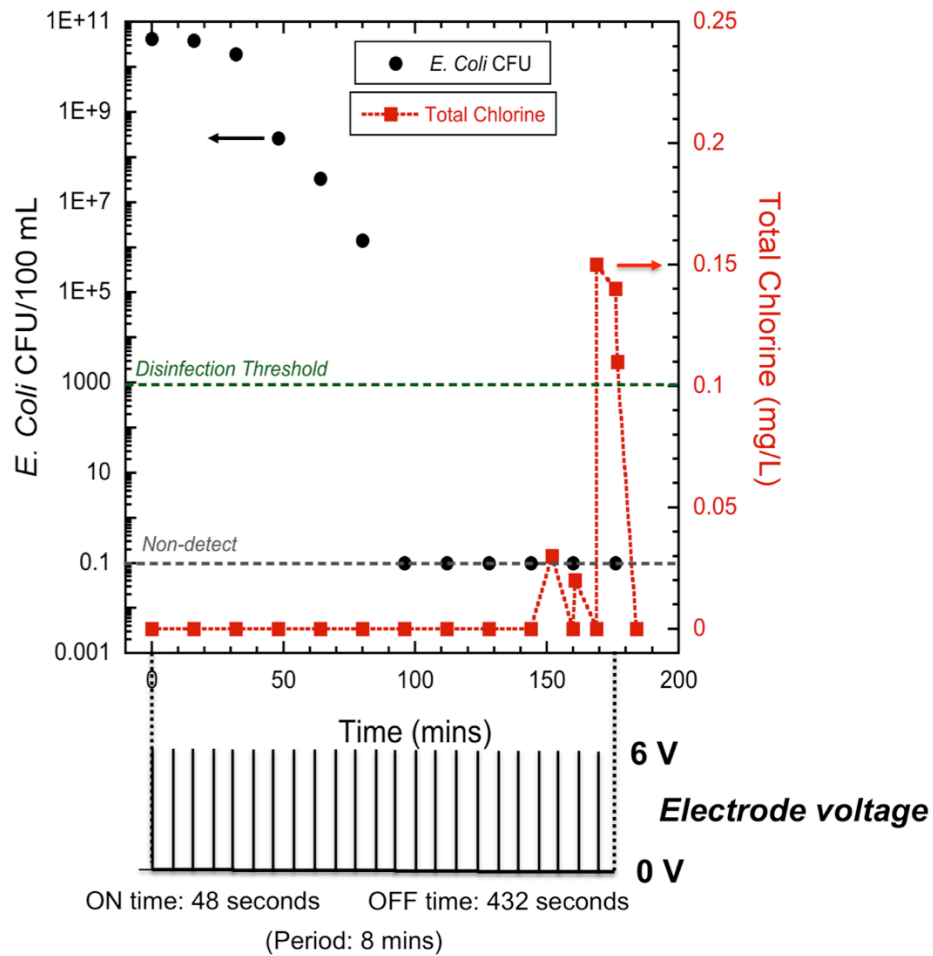 1E+11
1E+9
1E+7
1E+5
1000
10
0.1
0.001
E. Coli CFU/100 mL
E. Coli CFU
Total Chlorine
Disinfection Threshold
Non-detect
0.25
0.2
0.15
0.1
0.05
0
Total Chlorine (mg/L)
0
50
100
150
200
Time (mins)
6 V
Electrode voltage
0 V
ON time: 48 seconds
OFF time: 432 seconds
(Period: 8 mins)